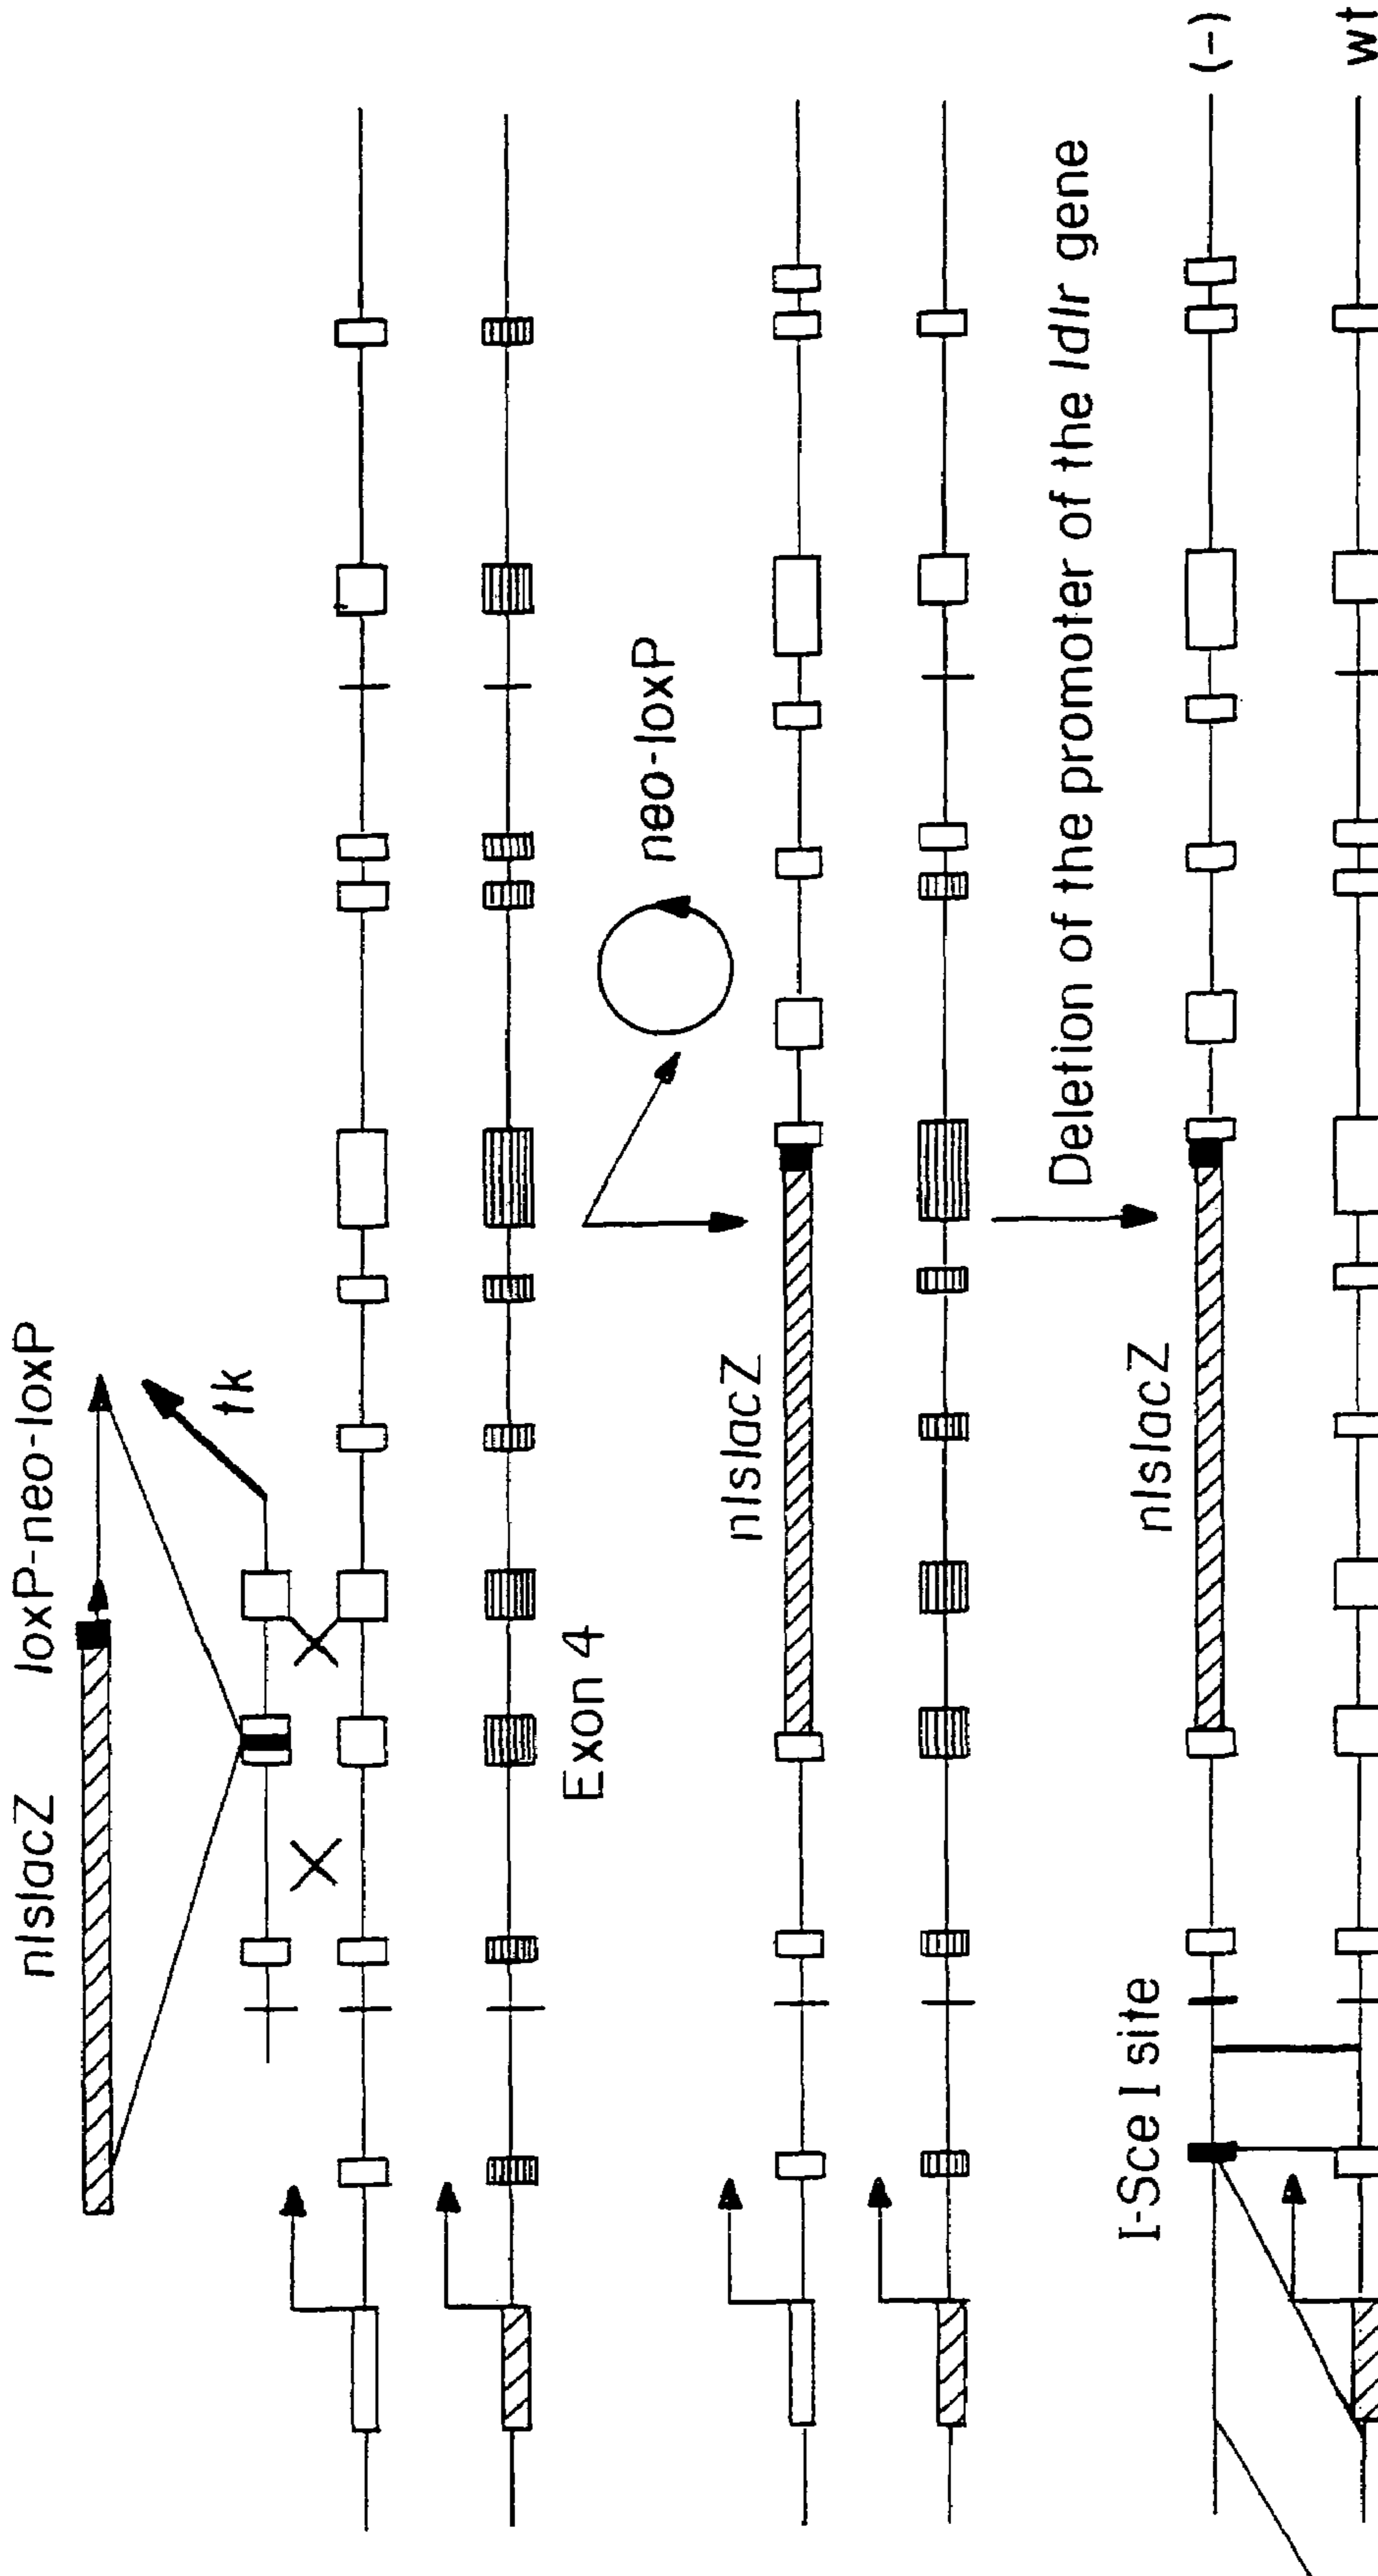 nlslacZ loxP-neo-loxP
tk
Exon 4
neo-loxP
nlslacZ
Deletion of the promoter of the ldlr gene
nlslacZ
I-Sce I site
(-)
wt